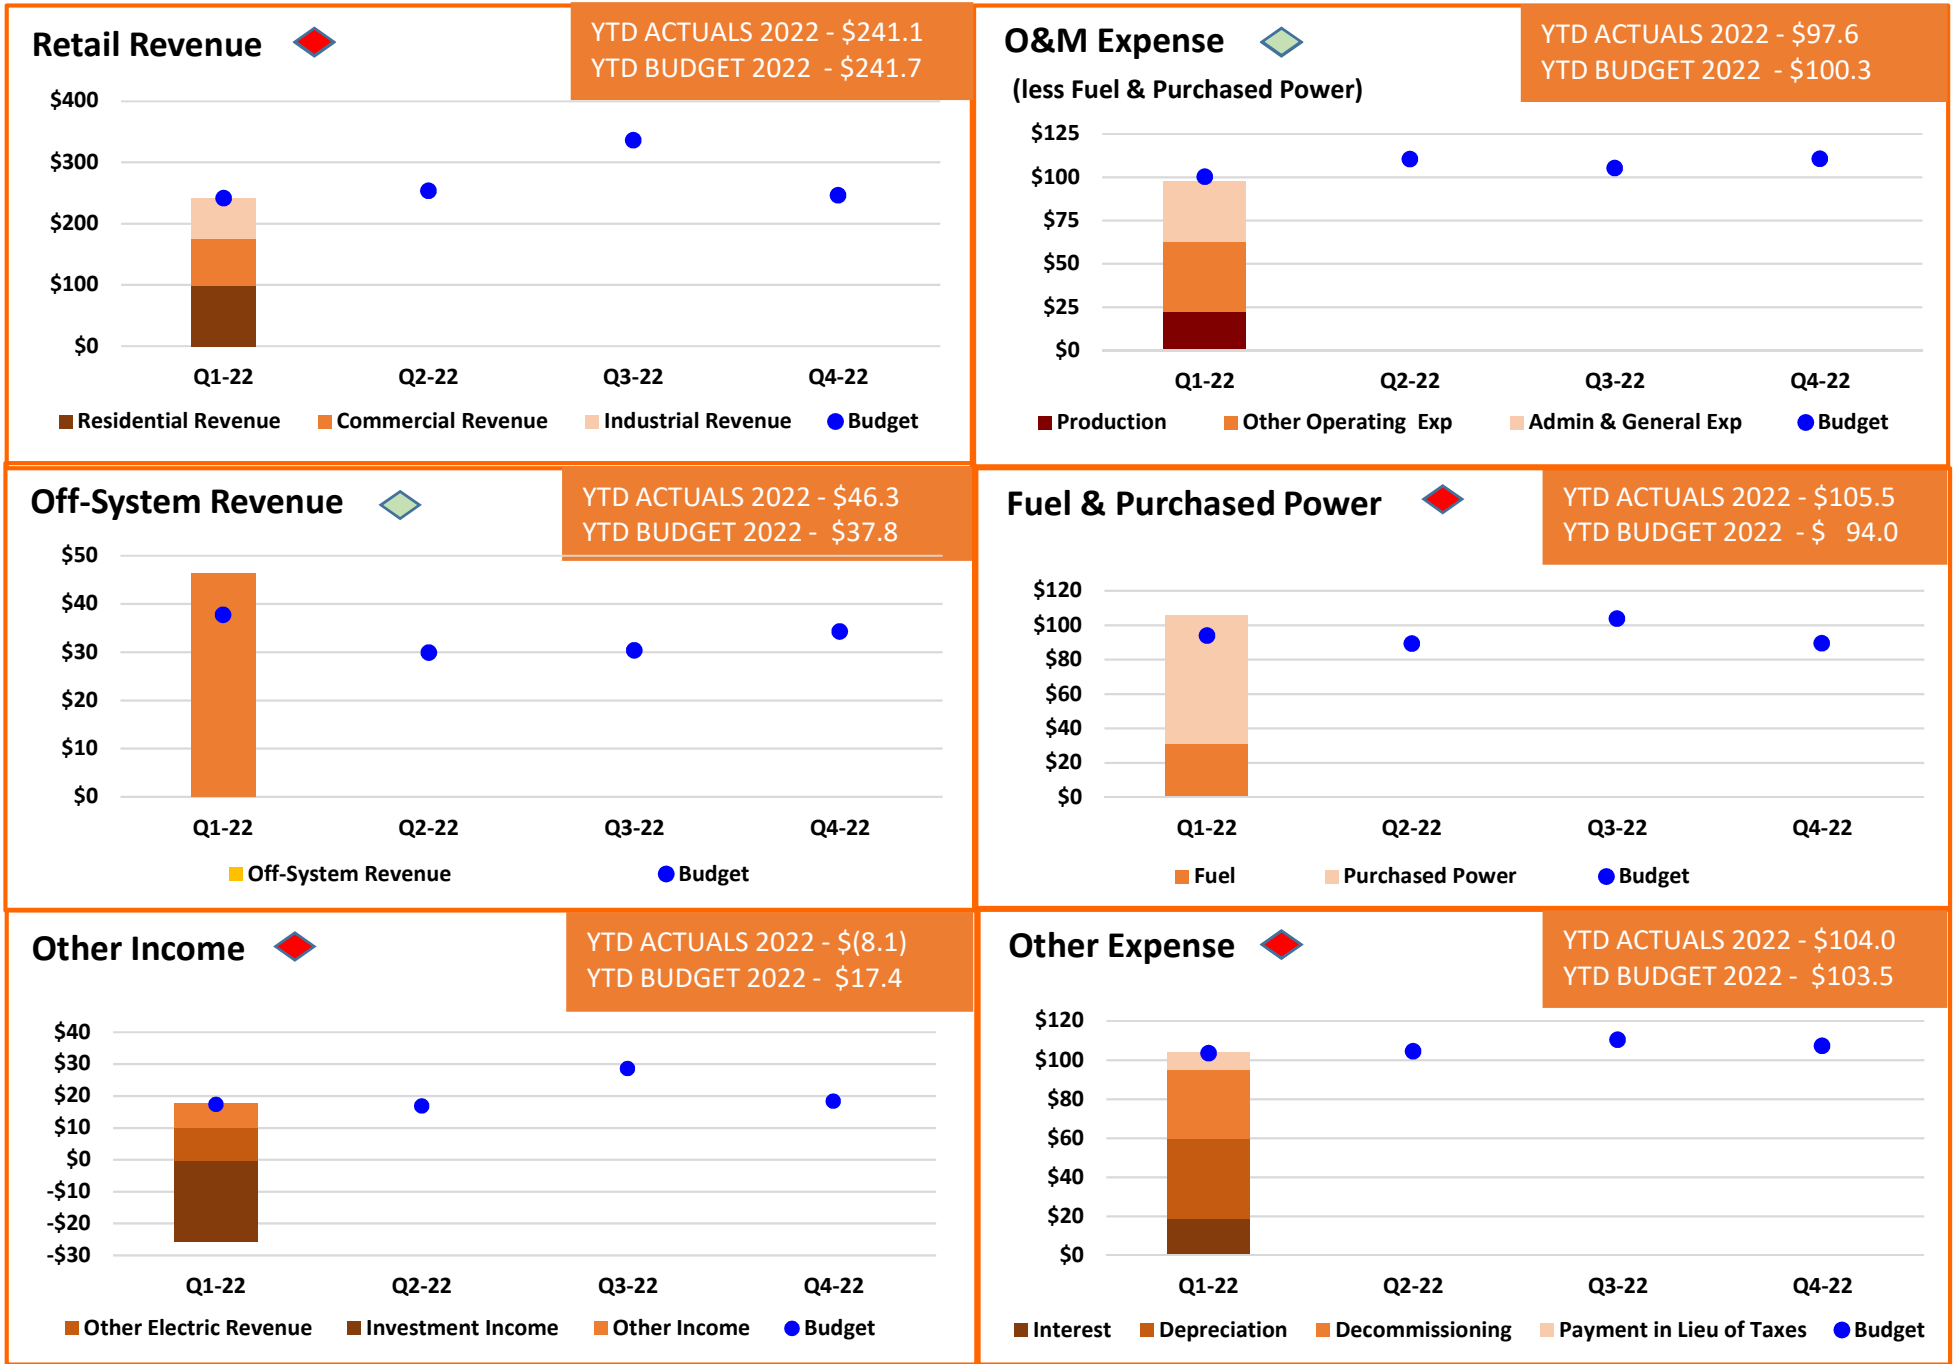 Retail Revenue
YTD ACTUALS 2022 - $241.1
YTD BUDGET 2022  - $241.7
$400
$300
$200
$100
$0
Q1-22 Q2-22 Q3-22 Q4-22
Residential Revenue Commercial Revenue Industrial Revenue Budget
O&M Expense
(less Fuel & Purchased Power)
YTD ACTUALS 2022 - $97.6
YTD BUDGET 2022  - $100.3
$125
$100
$75
$50
$25
$0
Q1-22 Q2-22 Q3-22 Q4-22
Production Other Operating  Exp Admin & General Exp Budget
Off-System Revenue
YTD ACTUALS 2022 - $46.3
YTD BUDGET 2022 -  $37.8
$50
$40
$30
$20
$10
$0
Q1-22 Q2-22 Q3-22 Q4-22
Off-System Revenue Budget
Fuel & Purchased Power
YTD ACTUALS 2022 - $105.5
YTD BUDGET 2022  - $   94.0
$120
$100
$80
$60
$40
$20
$0
Q1-22 Q2-22 Q3-22 Q4-22
Fuel Purchased Power Budget
Other Income
YTD ACTUALS 2022 - $(8.1)
YTD BUDGET 2022 -  $17.4
$40
$30
$20
$10
$0
-$10
-$20
-$30
Q1-22 Q2-22 Q3-22 Q4-22
Other Electric Revenue Investment Income Other Income Budget
Other Expense
YTD ACTUALS 2022 - $104.0
YTD BUDGET 2022 -  $103.5
$120
$100
$80
$60
$40
$20
$0
Q1-22 Q2-22 Q3-22 Q4-22
Interest Depreciation Decommissioning Payment in Lieu of Taxes Budget